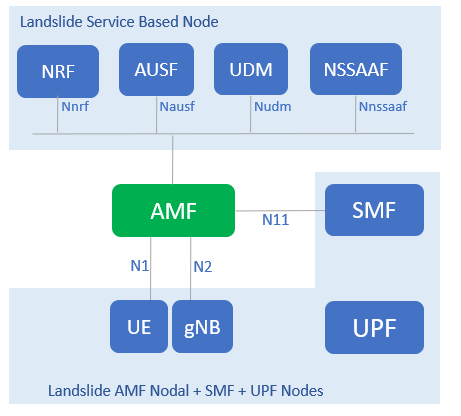 Landslide Service Based Node
NRF AUSF UDM NSSAAF
Nnrf Nausf Nudm Nnssaaf
AMF SMF
N11
N1 N2
UE gNB UPF
Landslide AMF Nodal + SMF + UPF Nodes